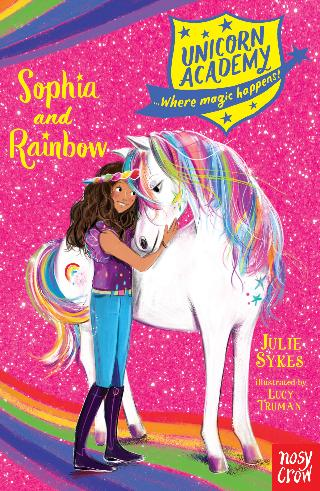 UNICORN
ACADEMY
...Where magic happens!
Sophia
and
Rainbow
JULIE
SYKES
illustrated by
LUCY
TRUMAN
nosy
crow